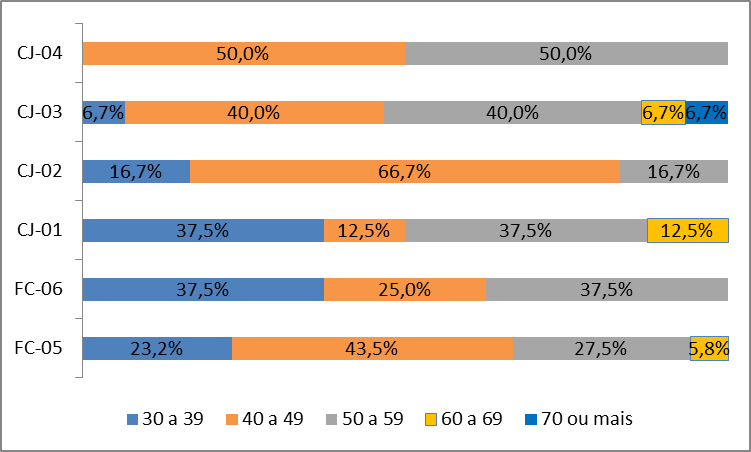 CJ-04 50,0% 50,0%
CJ-03 6,7% 40,0% 40,0% 6,7% 6,7%
CJ-02 16,7% 66,7% 16,7%
CJ-01 37,5% 12,5% 37,5% 12,5%
FC-06 37,5% 25,0% 37,5%
FC-05 23,2% 43,5% 27,5% 5,8%
30 a 39 40 a 49 50 a 59 60 a 69 70 ou mais